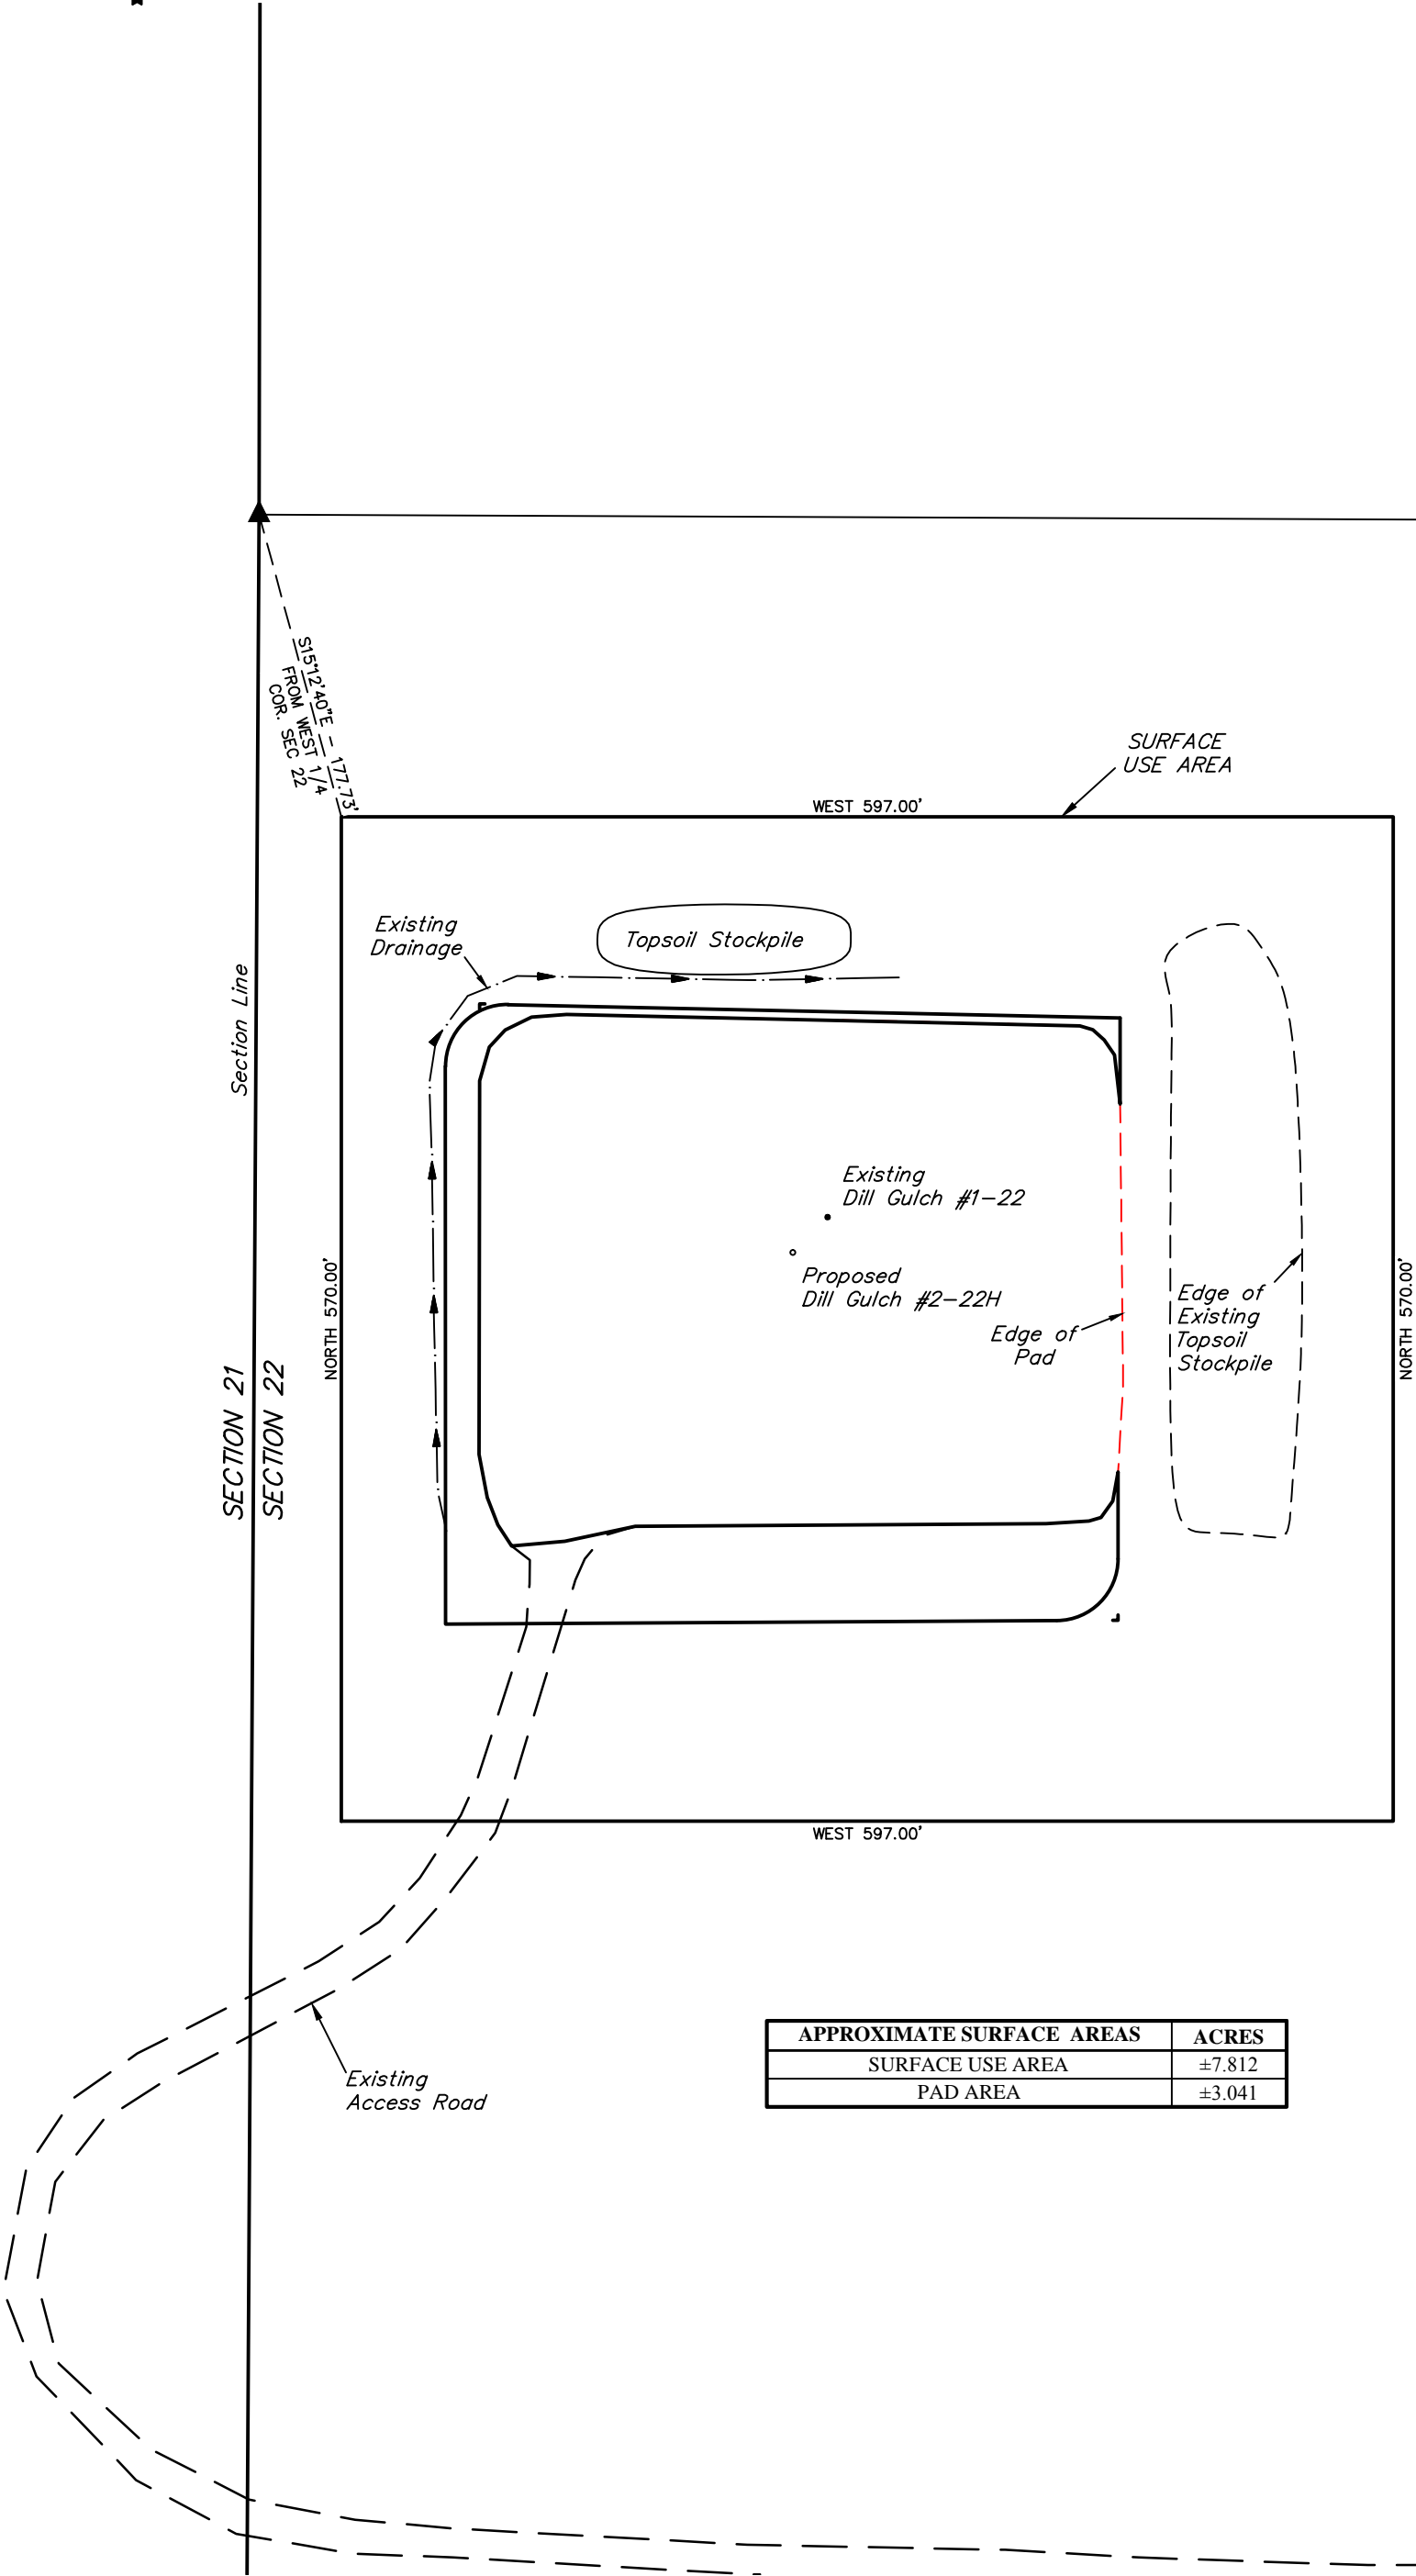 S15°12'40"E - 177.73'
FROM WEST 1/4
COR. SEC 22
SURFACE
USE AREA
WEST 597.00'
Existing
Drainage
Topsoil Stockpile
Section Line
Existing
Dill Gulch #1-22
Proposed
Dill Gulch #2-22H
Edge of
Pad
Edge of
Existing
Topsoil
Stockpile
NORTH 570.00'
NORTH 570.00'
SECTION 21
SECTION 22
WEST 597.00'
Existing
Access Road
APPROXIMATE SURFACE AREAS ACRES
SURFACE USE AREA ±7.812
PAD AREA ±3.041